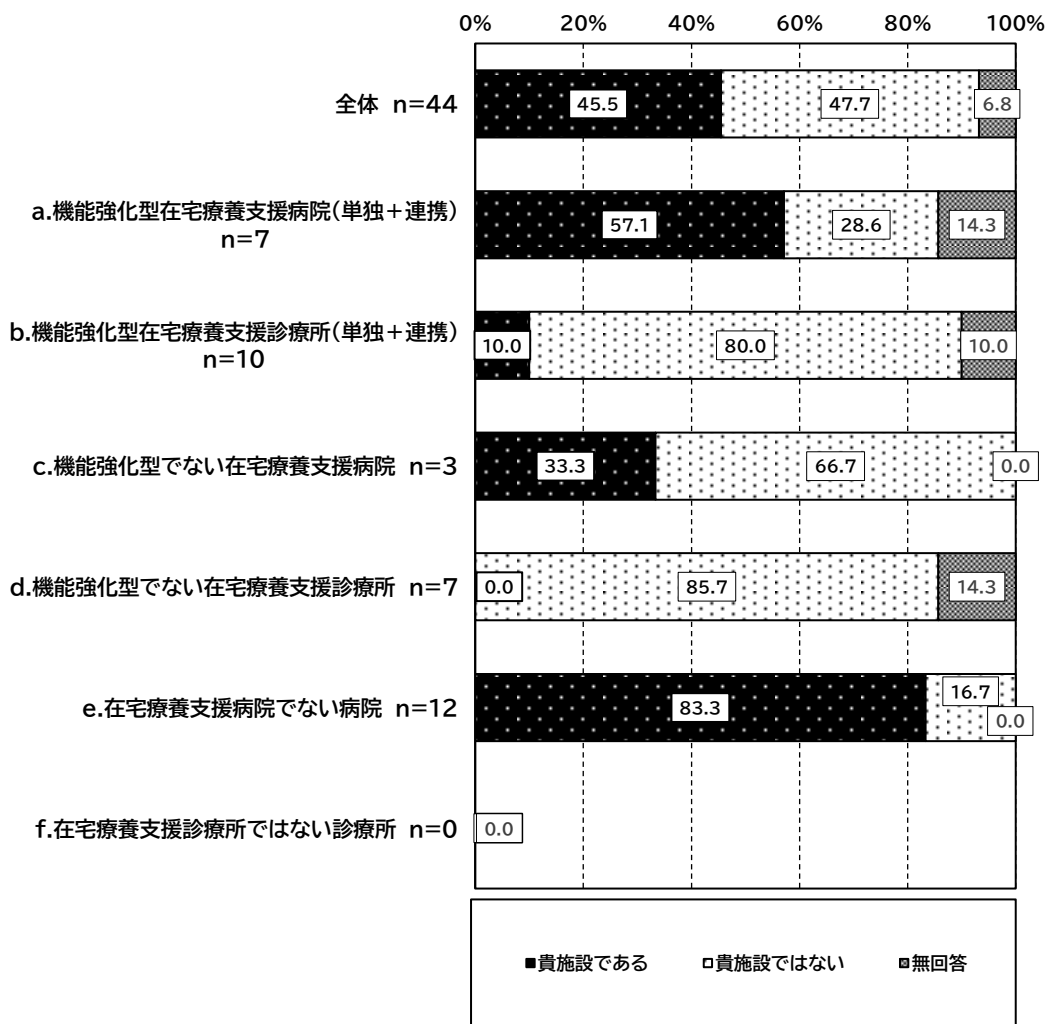 0% 20% 40% 60% 80% 100%
全体 n=44
45.5 47.7 6.8
a.機能強化型在宅療養支援病院(単独+連携)
n=7
57.1 28.6 14.3
b.機能強化型在宅療養支援診療所(単独+連携)
n=10
10.0 80.0 10.0
c.機能強化型でない在宅療養支援病院 n=3
33.3 66.7 0.0
d.機能強化型でない在宅療養支援診療所 n=7
0.0 85.7 14.3
e.在宅療養支援病院でない病院 n=12
83.3 16.7 0.0
f.在宅療養支援診療所ではない診療所 n=0
0.0
貴施設である 貴施設ではない 無回答